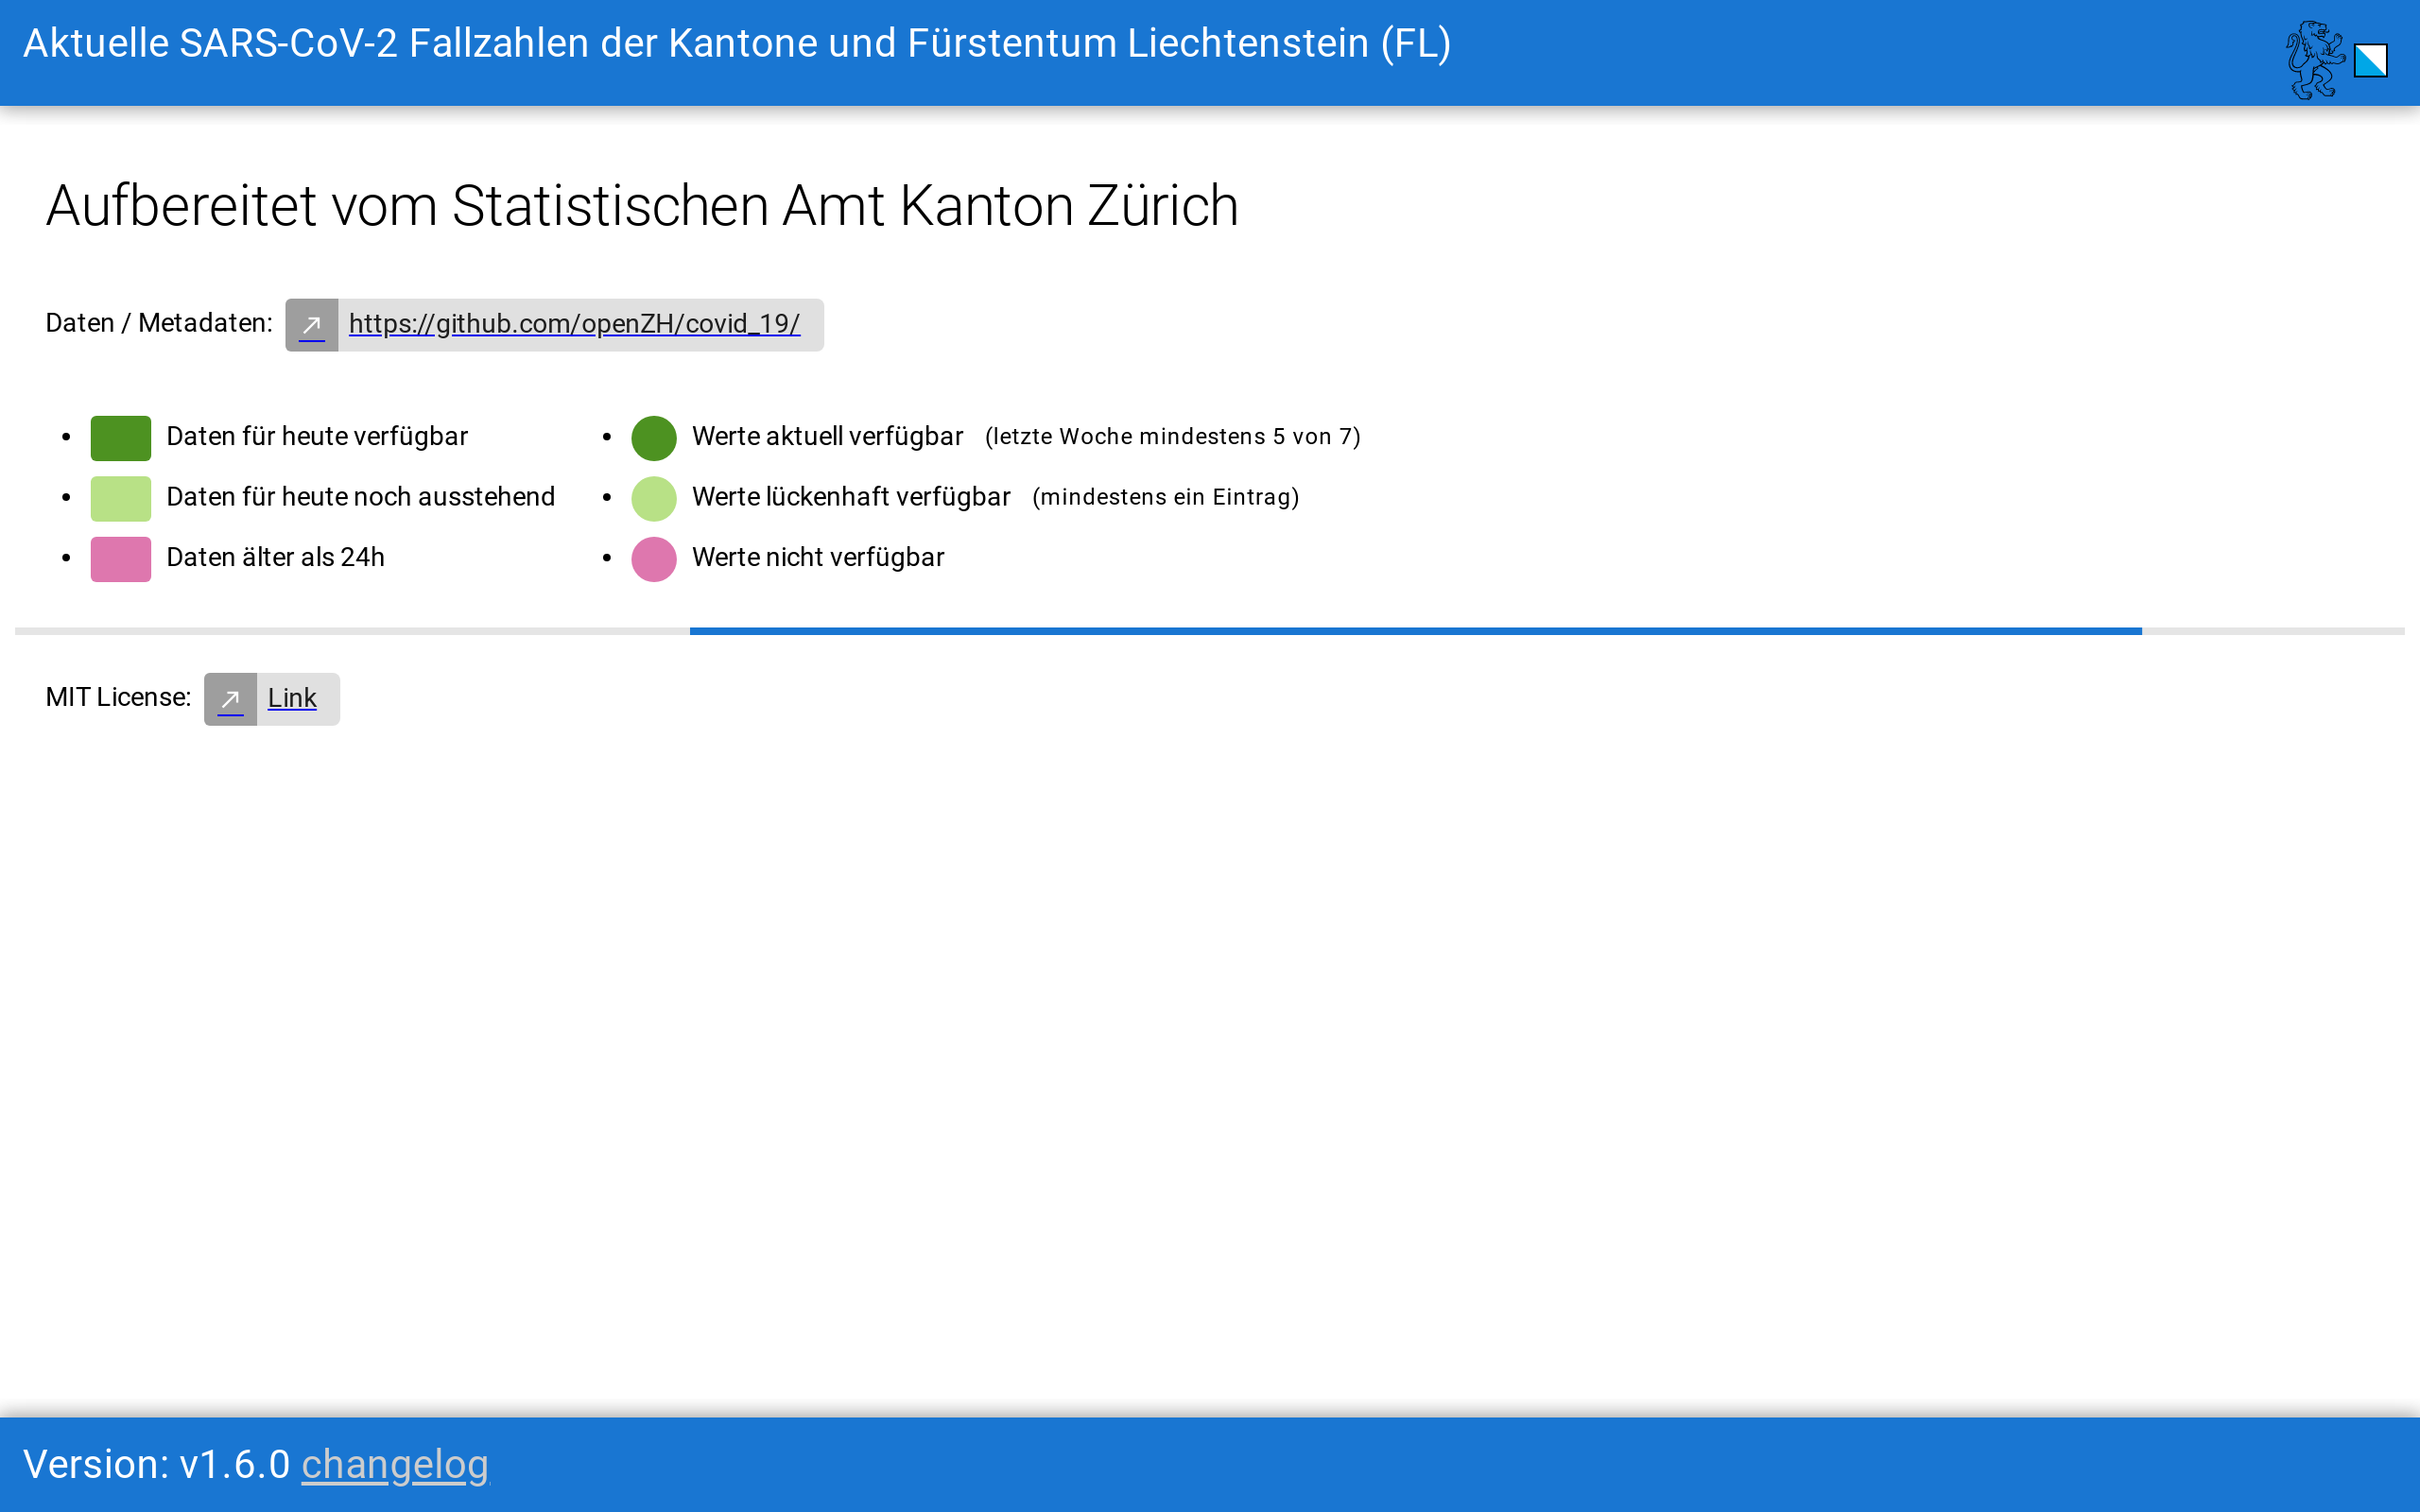 Aktuelle SARS-CoV-2 Fallzahlen der Kantone und Fürstentum Liechtenstein (FL)
Aufbereitet vom Statistischen Amt Kanton Zürich
Daten / Metadaten: https://github.com/openZH/covid_19/
Daten für heute verfügbar
Daten für heute noch ausstehend
Daten älter als 24h
Werte aktuell verfügbar (letzte Woche mindestens 5 von 7)
Werte lückenhaft verfügbar (mindestens ein Eintrag)
Werte nicht verfügbar
MIT License: Link
Version: v1.6.0 changelog